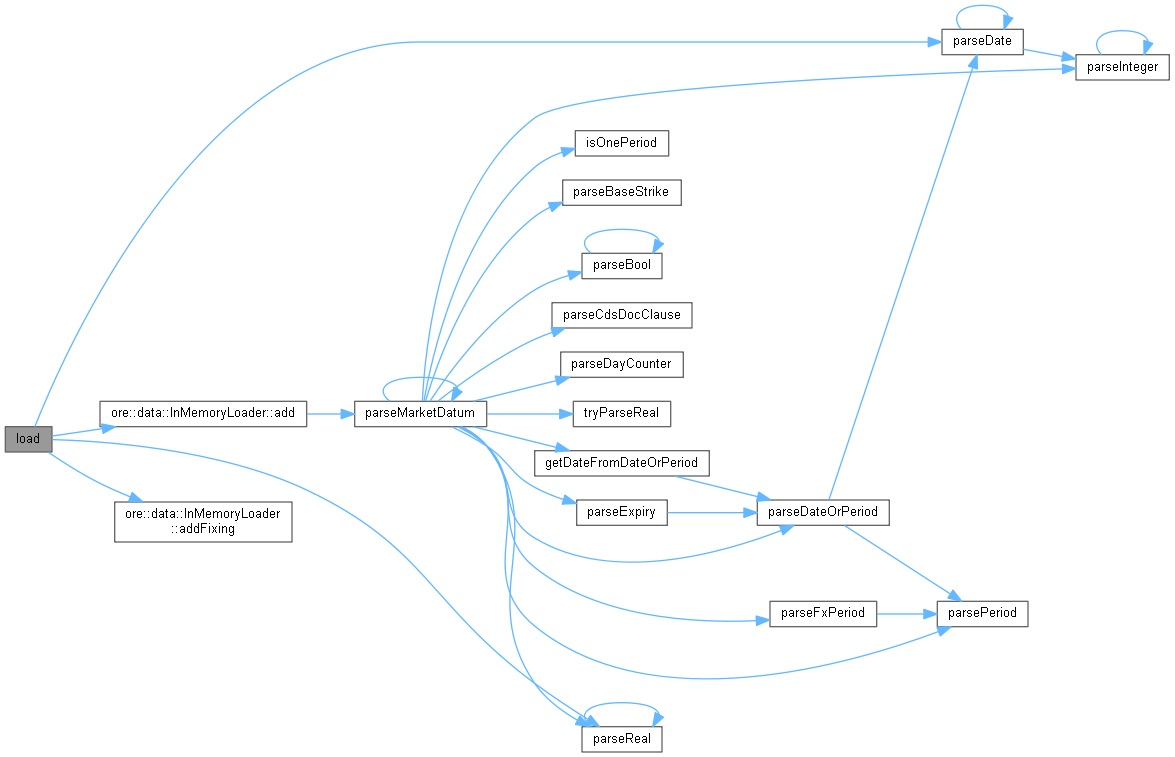 parseDate
parseInteger
isOnePeriod
parseBaseStrike
parseBool
parseCdsDocClause
parseDayCounter
ore::data::InMemoryLoader::add
parseMarketDatum
tryParseReal
load
getDateFromDateOrPeriod
ore::data::InMemoryLoader
::addFixing
parseExpiry
parseDateOrPeriod
parseFxPeriod
parsePeriod
parseReal